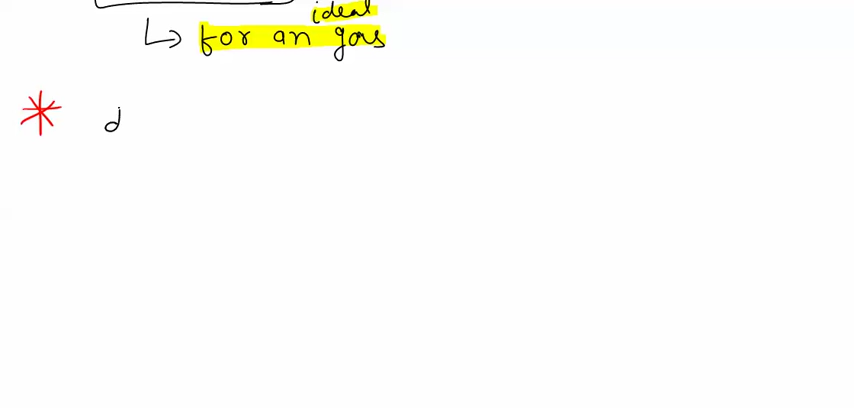 ideal
↳ for an gas
* d